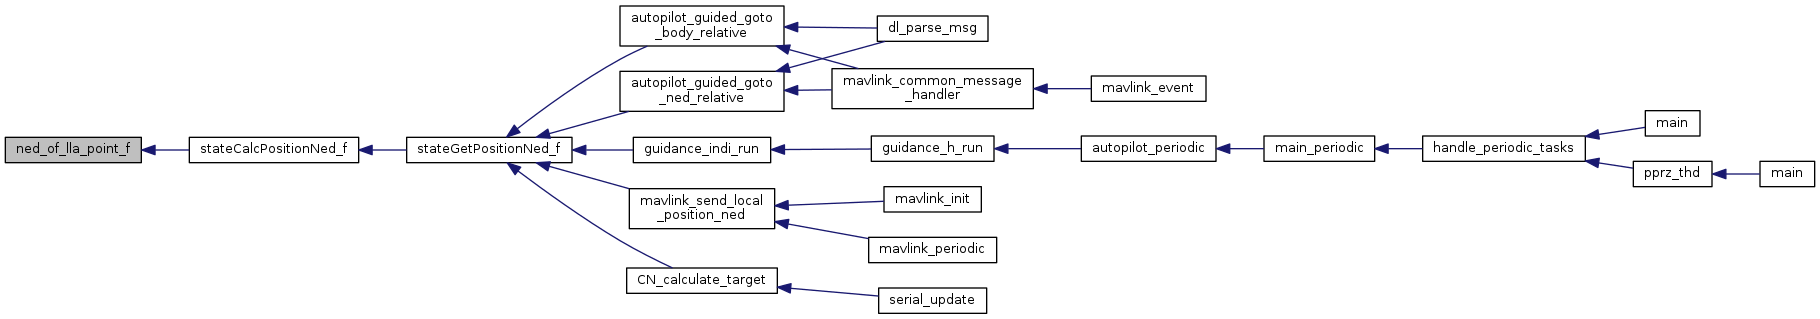 ned_of_lla_point_f
stateCalcPositionNed_f
stateGetPositionNed_f
autopilot_guided_goto
_body_relative
autopilot_guided_goto
_ned_relative
guidance_indi_run
mavlink_send_local
_position_ned
CN_calculate_target
dl_parse_msg
mavlink_common_message
_handler
guidance_h_run
mavlink_init
mavlink_periodic
serial_update
mavlink_event
autopilot_periodic
main_periodic
handle_periodic_tasks
main
pprz_thd
main